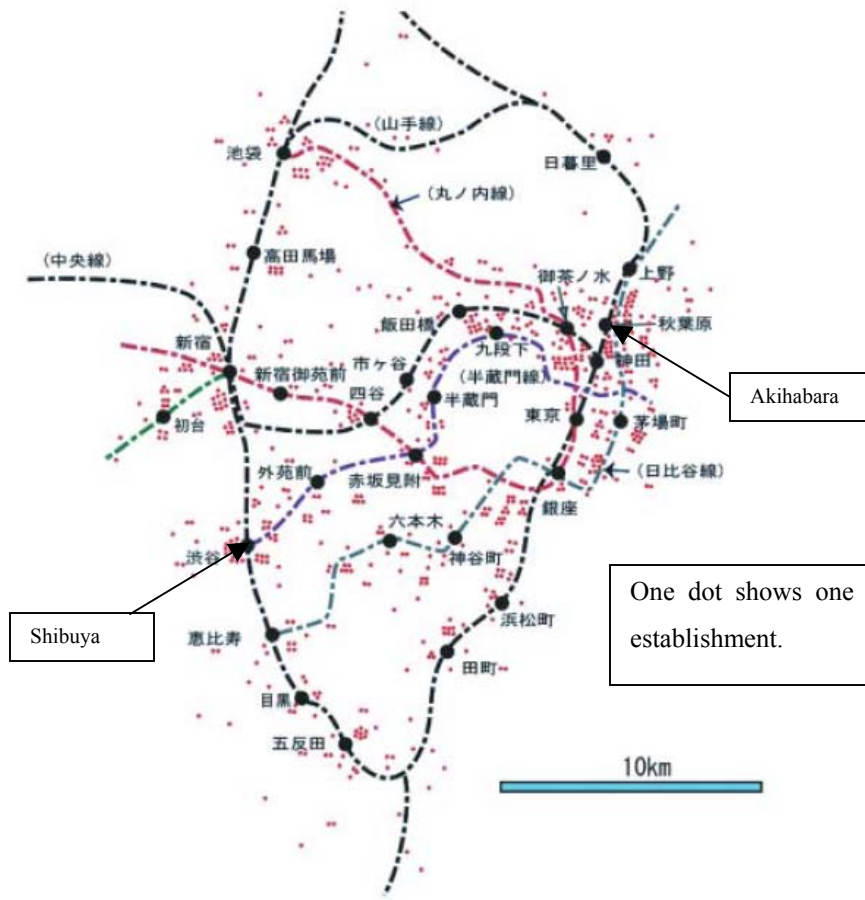 (山手線)
池袋
日暮里
(丸ノ内線)
高田馬場
(中央線)
御茶ノ水
上野
飯田橋
秋葉原
新宿
九段下
神田
市ヶ谷
新宿御苑前
(半蔵門線)
四谷
半蔵門
Akihabara
初台
東京
茅場町
外苑前
赤坂見附
(日比谷線)
銀座
六本木
渋谷
神谷町
One dot shows one
establishment.
Shibuya
浜松町
恵比寿
田町
目黒
五反田
10km